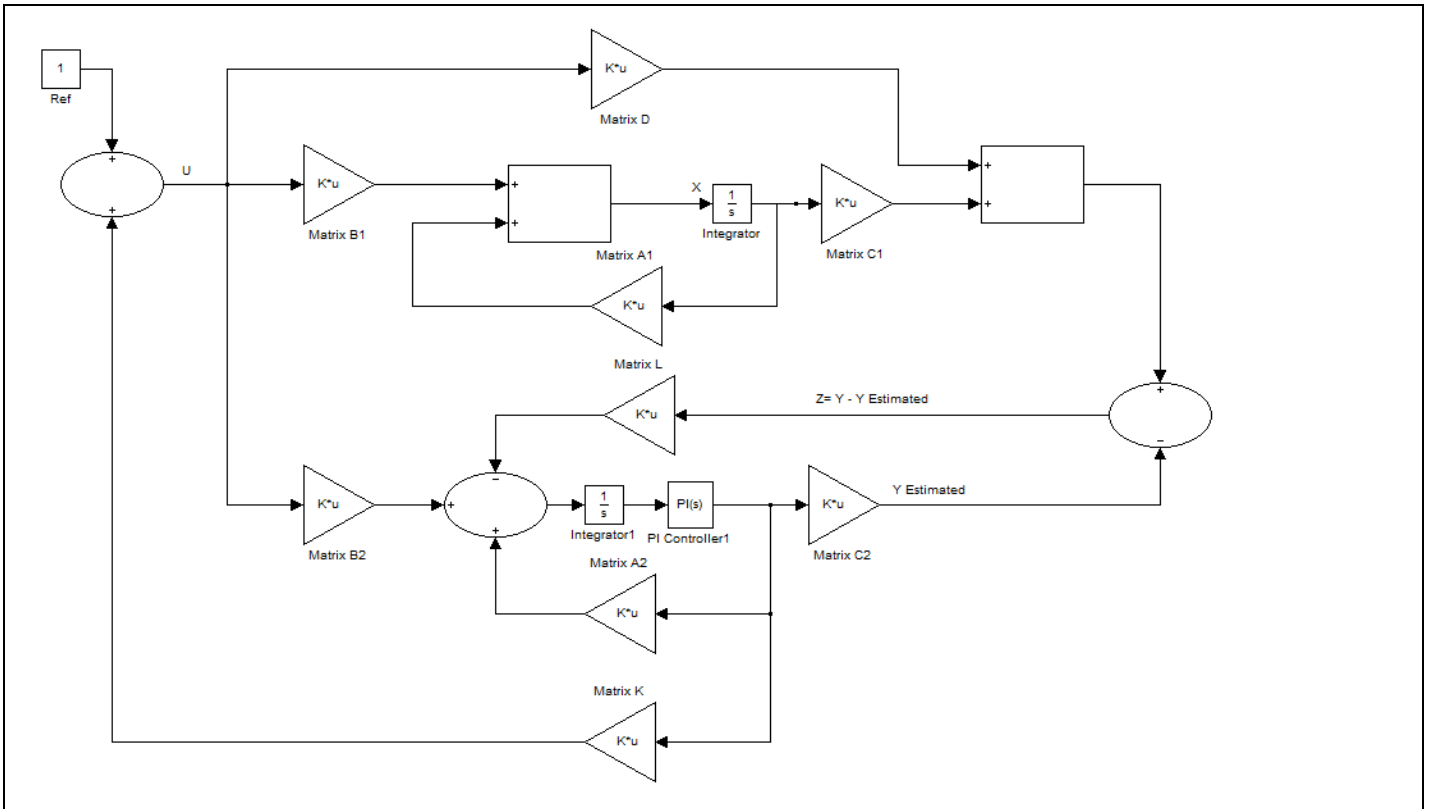 1
Ref
+
+
U
K*u
Matrix D
K*u
Matrix B1
+
+
Matrix A1
X
1
s
Integrator
K*u
Matrix C1
+
+
K*u
Matrix L
K*u
Z= Y - Y Estimated
+
−
K*u
Matrix B2
−
+
+
1
s
Integrator1
PI(s)
PI Controller1
K*u
Matrix C2
Y Estimated
Matrix A2
K*u
Matrix K
K*u